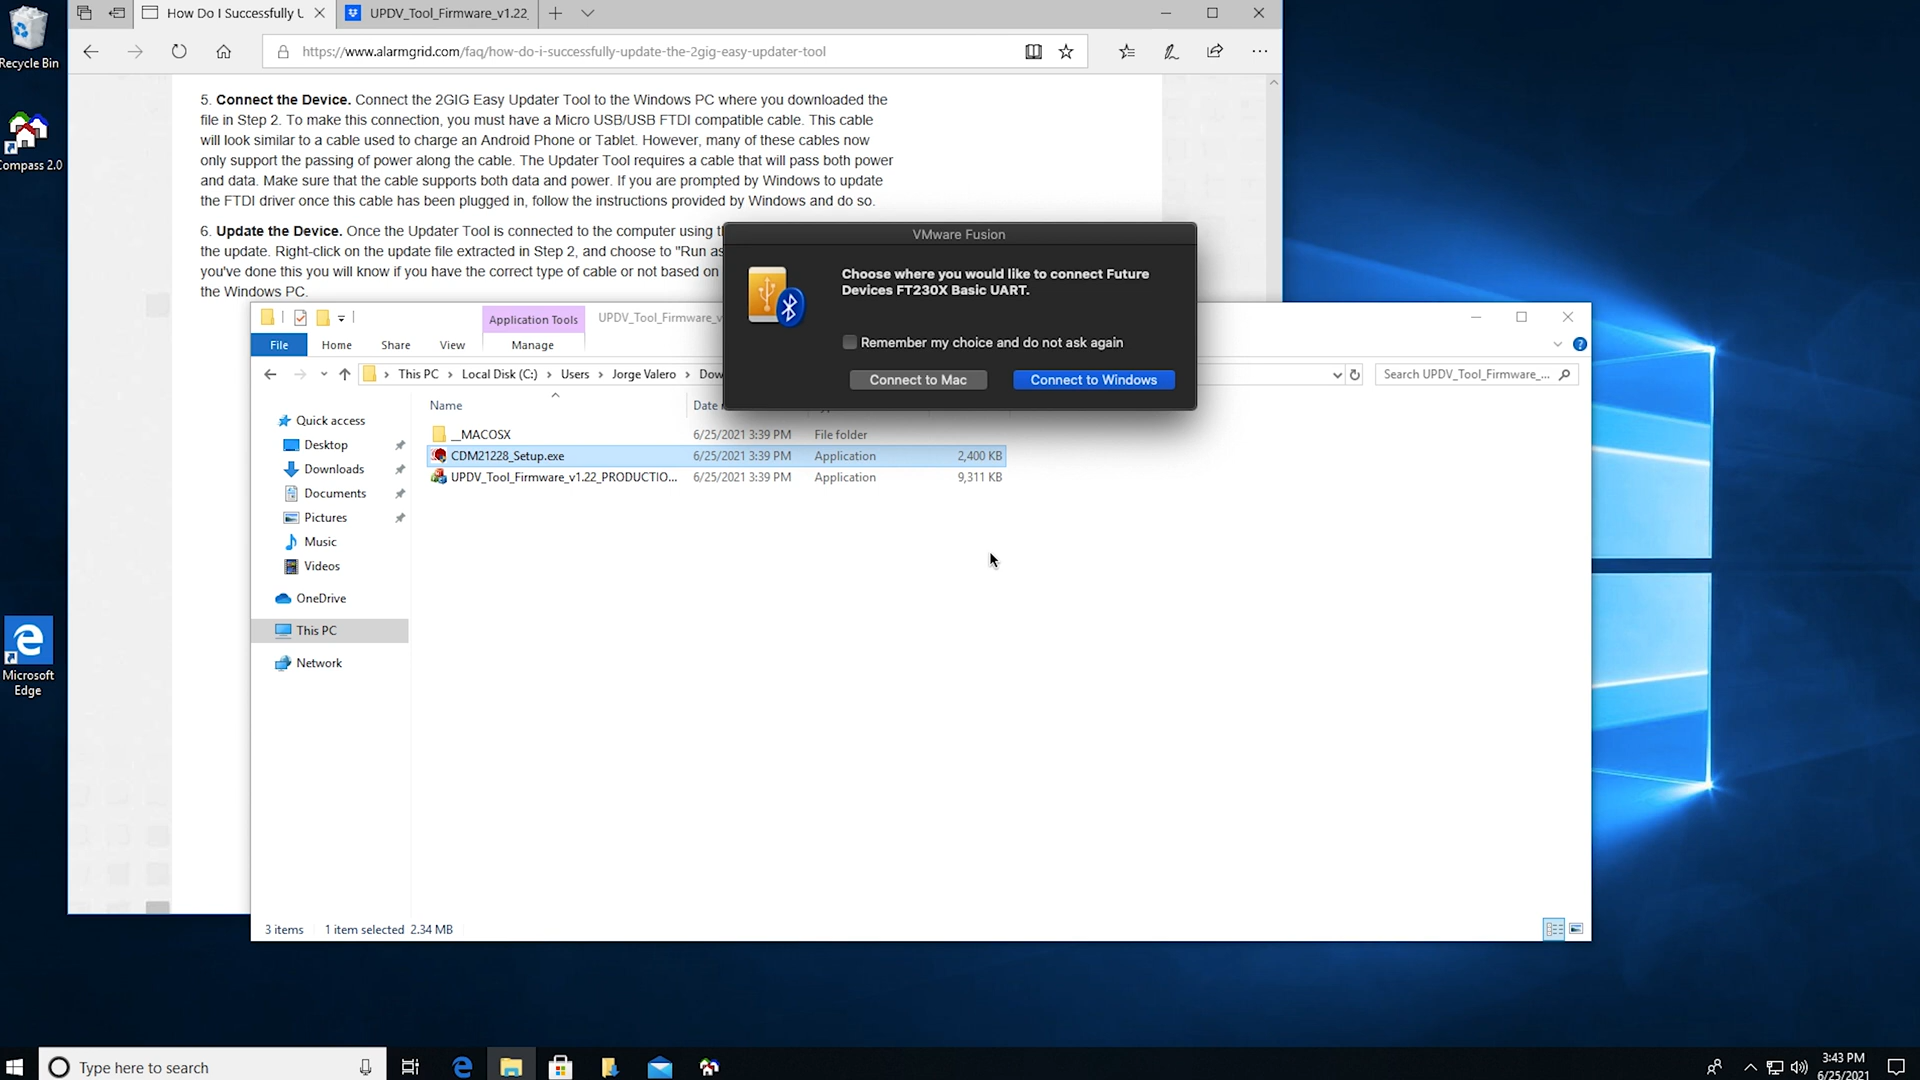 Recycle Bin
Compass 2.0
Microsoft
Edge
How Do I Successfully U
UPDV_Tool_Firmware_v1.22
https://www.alarmgrid.com/faq/how-do-i-successfully-update-the-2gig-easy-updater-tool
5. Connect the Device. Connect the 2GIG Easy Updater Tool to the Windows PC where you downloaded the
file in Step 2. To make this connection, you must have a Micro USB/USB FTDI compatible cable. This cable
will look similar to a cable used to charge an Android Phone or Tablet. However, many of these cables now
only support the passing of power along the cable. The Updater Tool requires a cable that will pass both power
and data. Make sure that the cable supports both data and power. If you are prompted by Windows to update
the FTDI driver once this cable has been plugged in, follow the instructions provided by Windows and do so.
6. Update the Device. Once the Updater Tool is connected to the computer using
the update. Right-click on the update file extracted in Step 2, and choose to "Run as
you've done this you will know if you have the correct type of cable or not based on
the Windows PC.
VMware Fusion
Choose where you would like to connect Future
Devices FT230X Basic UART.
Remember my choice and do not ask again
Connect to Mac
Connect to Windows
Application Tools
UPDV_Tool_Firmware_v
File
Home
Share
View
Manage
This PC
Local Disk (C:)
Users
Jorge Valero
Dow
Search UPDV_Tool_Firmware_...
Name
Date
__MACOSX 6/25/2021 3:39 PM File folder
CDM21228_Setup.exe 6/25/2021 3:39 PM Application 2,400 KB
UPDV_Tool_Firmware_v1.22_PRODUCTIO... 6/25/2021 3:39 PM Application 9,311 KB
Quick access
Desktop
Downloads
Documents
Pictures
Music
Videos
OneDrive
This PC
Network
3 items 1 item selected 2.34 MB
Type here to search
3:43 PM
6/25/2021